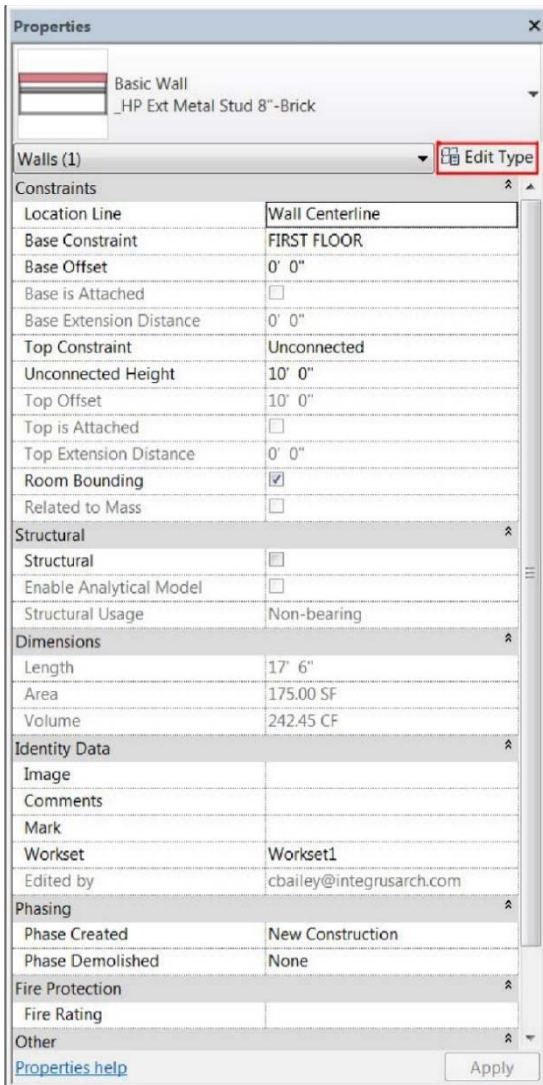 Properties
Basic Wall
_HP Ext Metal Stud 8"-Brick
Walls (1) Edit Type
Constraints
Location Line Wall Centerline
Base Constraint FIRST FLOOR
Base Offset 0' 0"
Base is Attached
Base Extension Distance 0' 0"
Top Constraint Unconnected
Unconnected Height 10' 0"
Top Offset 10' 0"
Top is Attached
Top Extension Distance 0' 0"
Room Bounding
Related to Mass
Structural
Structural
Enable Analytical Model
Structural Usage Non-bearing
Dimensions
Length 17' 6"
Area 175.00 SF
Volume 242.45 CF
Identity Data
Image
Comments
Mark
Workset Workset1
Edited by cbailey@integrusarch.com
Phasing
Phase Created New Construction
Phase Demolished None
Fire Protection
Fire Rating
Other
Properties help Apply